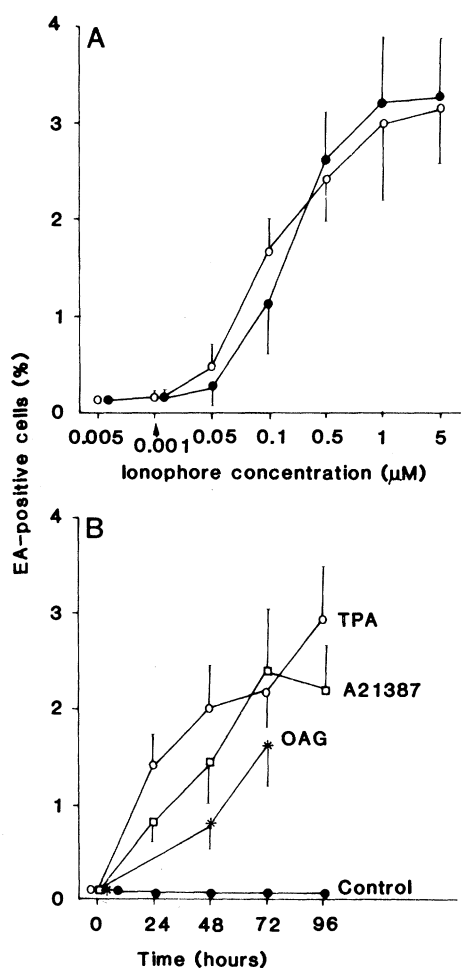 A
4
3
2
1
0
0.005 0.001 0.05 0.1 0.5 1 5
Ionophore concentration (μM)
EA-positive cells (%)
B
4
3
2
1
0
TPA
A21387
OAG
Control
0 24 48 72 96
Time (hours)